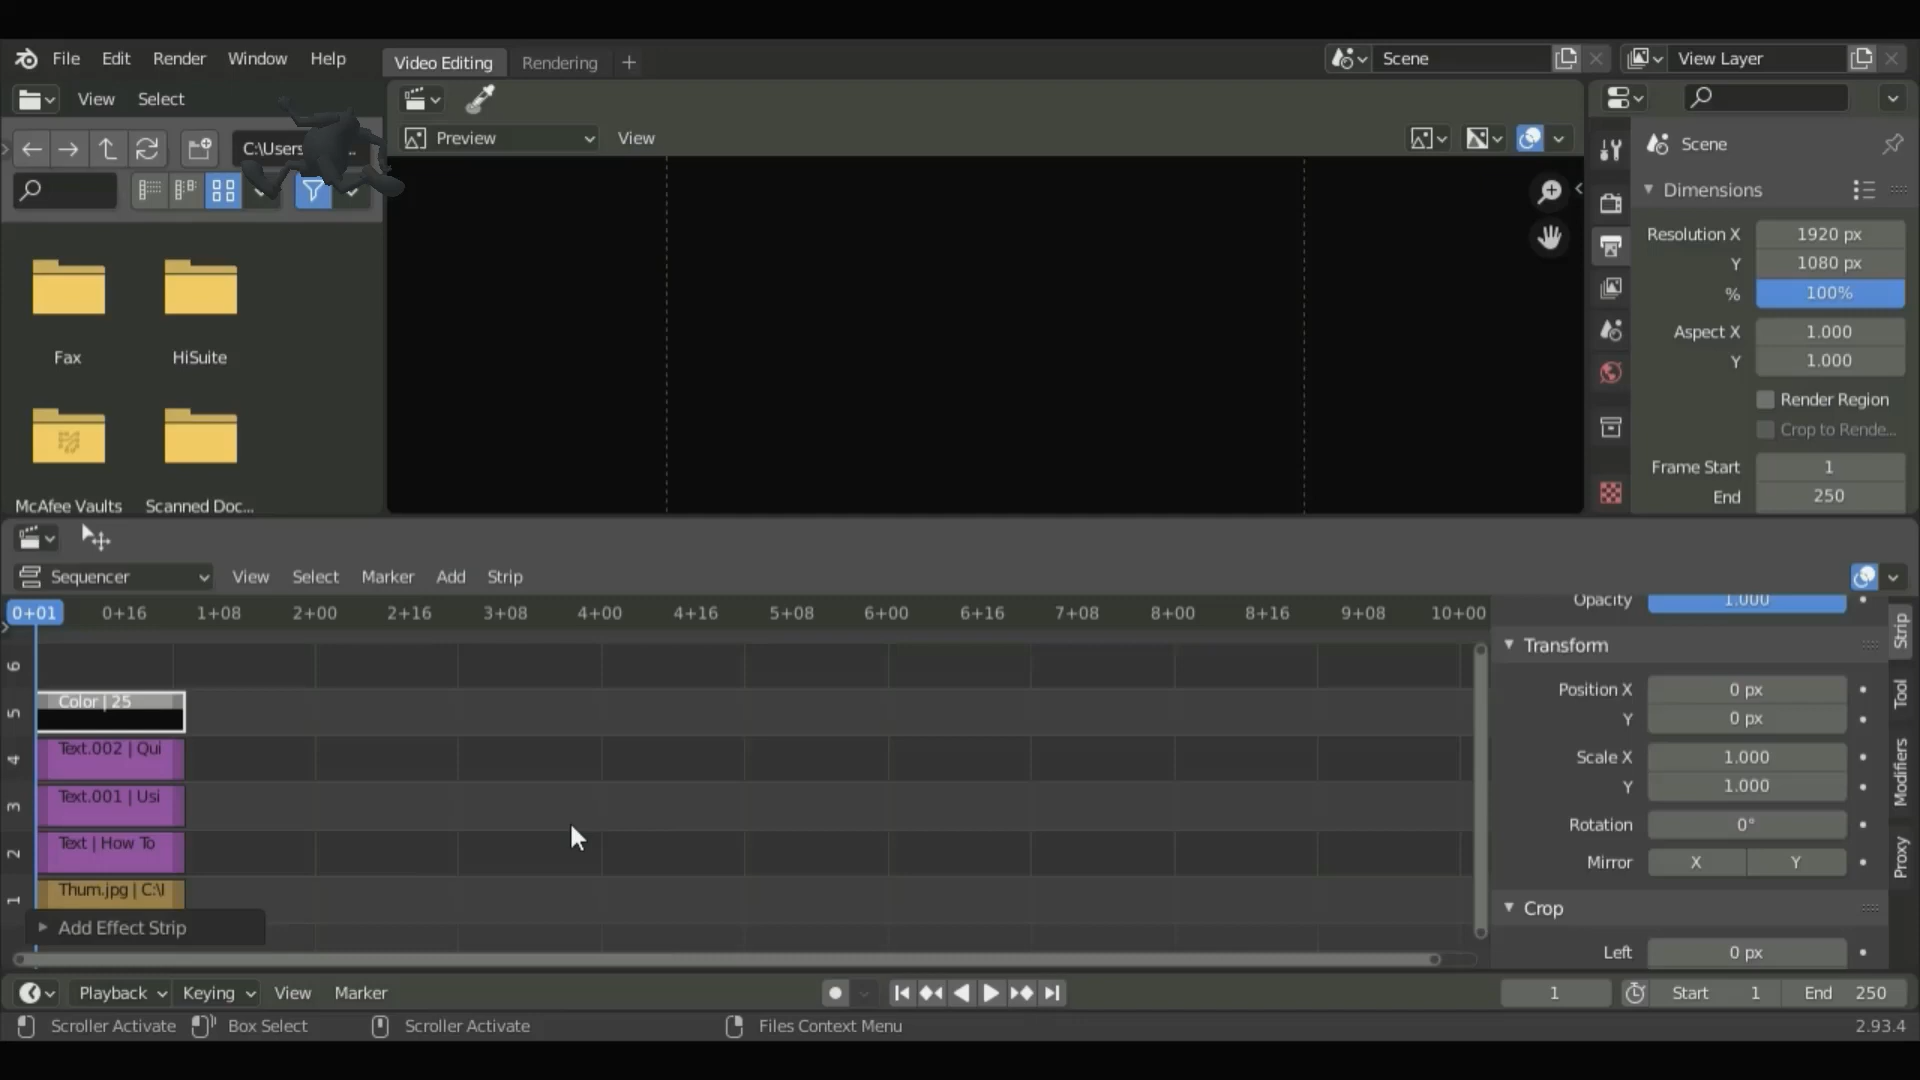 File Edit Render Window Help Video Editing Rendering + Scene View Layer
View Select
Preview View
C:\Users ..
Scene
Dimensions
Resolution X 1920 px
Y 1080 px
% 100%
Aspect X 1.000
Y 1.000
Render Region
Crop to Rende...
Frame Start 1
End 250
Fax HiSuite
McAfee Vaults Scanned Doc...
Sequencer View Select Marker Add Strip
0+01 0+16 1+08 2+00 2+16 3+08 4+00 4+16 5+08 6+00 6+16 7+08 8+00 8+16 9+08 10+00
6
5 Color | 25
4 Text.002 | Qui
3 Text.001 | Usi
2 Text | How To
1 Thum.jpg | C:\
Add Effect Strip
Opacity 1.000
Transform
Position X 0 px
Y 0 px
Scale X 1.000
Y 1.000
Rotation 0°
Mirror X Y
Crop
Left 0 px
Strip
Tool
Modifiers
Proxy
Playback Keying View Marker 1 Start 1 End 250
Scroller Activate Box Select Scroller Activate Files Context Menu 2.93.4